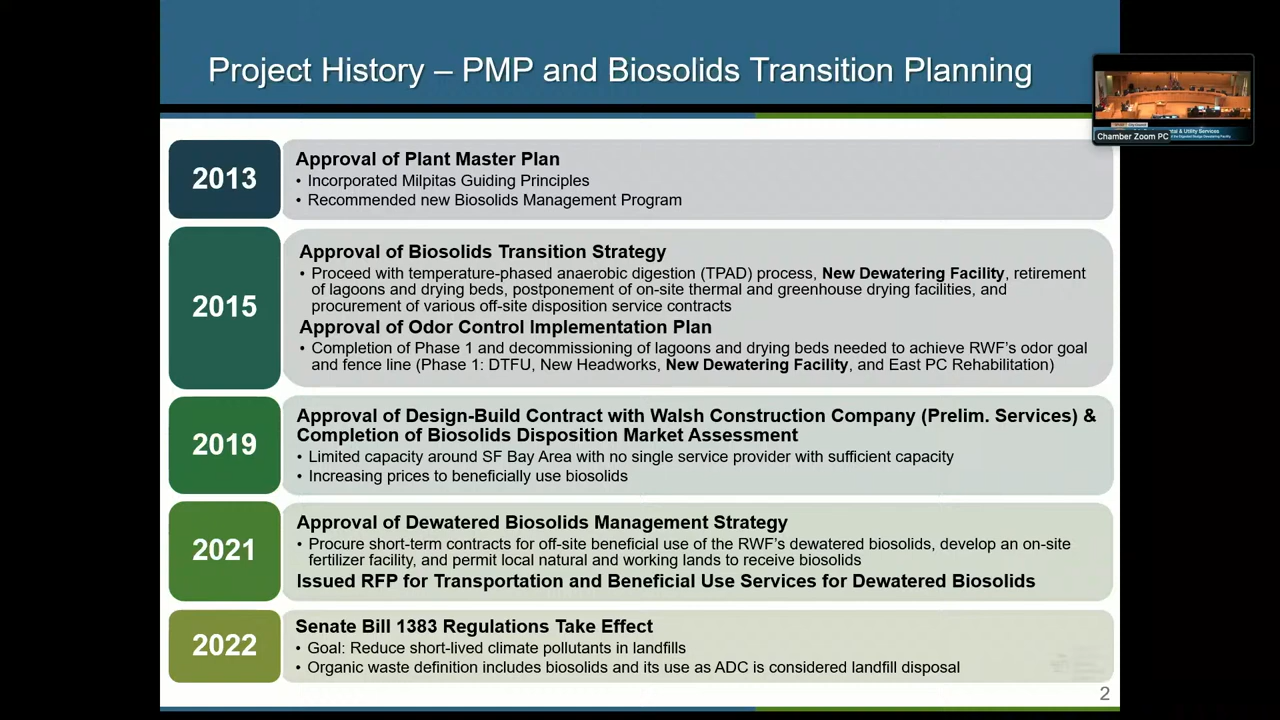 Project History – PMP and Biosolids Transition Planning
Chamber Zoom PC
2013
Approval of Plant Master Plan
• Incorporated Milpitas Guiding Principles
• Recommended new Biosolids Management Program
2015
Approval of Biosolids Transition Strategy
• Proceed with temperature-phased anaerobic digestion (TPAD) process, New Dewatering Facility, retirement
of lagoons and drying beds, postponement of on-site thermal and greenhouse drying facilities, and
procurement of various off-site disposition service contracts
Approval of Odor Control Implementation Plan
• Completion of Phase 1 and decommissioning of lagoons and drying beds needed to achieve RWF's odor goal
and fence line (Phase 1: DTFU, New Headworks, New Dewatering Facility, and East PC Rehabilitation)
2019
Approval of Design-Build Contract with Walsh Construction Company (Prelim. Services) &
Completion of Biosolids Disposition Market Assessment
• Limited capacity around SF Bay Area with no single service provider with sufficient capacity
• Increasing prices to beneficially use biosolids
2021
Approval of Dewatered Biosolids Management Strategy
• Procure short-term contracts for off-site beneficial use of the RWF's dewatered biosolids, develop an on-site
fertilizer facility, and permit local natural and working lands to receive biosolids
Issued RFP for Transportation and Beneficial Use Services for Dewatered Biosolids
2022
Senate Bill 1383 Regulations Take Effect
• Goal: Reduce short-lived climate pollutants in landfills
• Organic waste definition includes biosolids and its use as ADC is considered landfill disposal
2